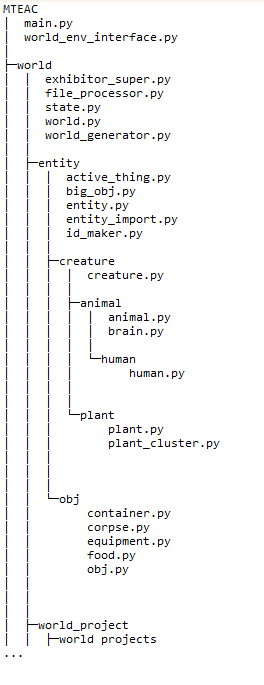 MTEAC
│  main.py
│  world_env_interface.py
│
├─world
│  │  exhibitor_super.py
│  │  file_processor.py
│  │  state.py
│  │  world.py
│  │  world_generator.py
│  │
│  ├─entity
│  │  │  active_thing.py
│  │  │  big_obj.py
│  │  │  entity.py
│  │  │  entity_import.py
│  │  │  id_maker.py
│  │  │
│  │  ├─creature
│  │  │  │  creature.py
│  │  │  │
│  │  │  ├─animal
│  │  │  │  │  animal.py
│  │  │  │  │  brain.py
│  │  │  │  │
│  │  │  │  └─human
│  │  │  │        human.py
│  │  │  │
│  │  │  │
│  │  │  └─plant
│  │  │        plant.py
│  │  │        plant_cluster.py
│  │  │
│  │  │
│  │  │
│  │  └─obj
│  │        container.py
│  │        corpse.py
│  │        equipment.py
│  │        food.py
│  │        obj.py
│  │
│  │
│  │
│  ├─world_project
│  │  ├─world projects
...